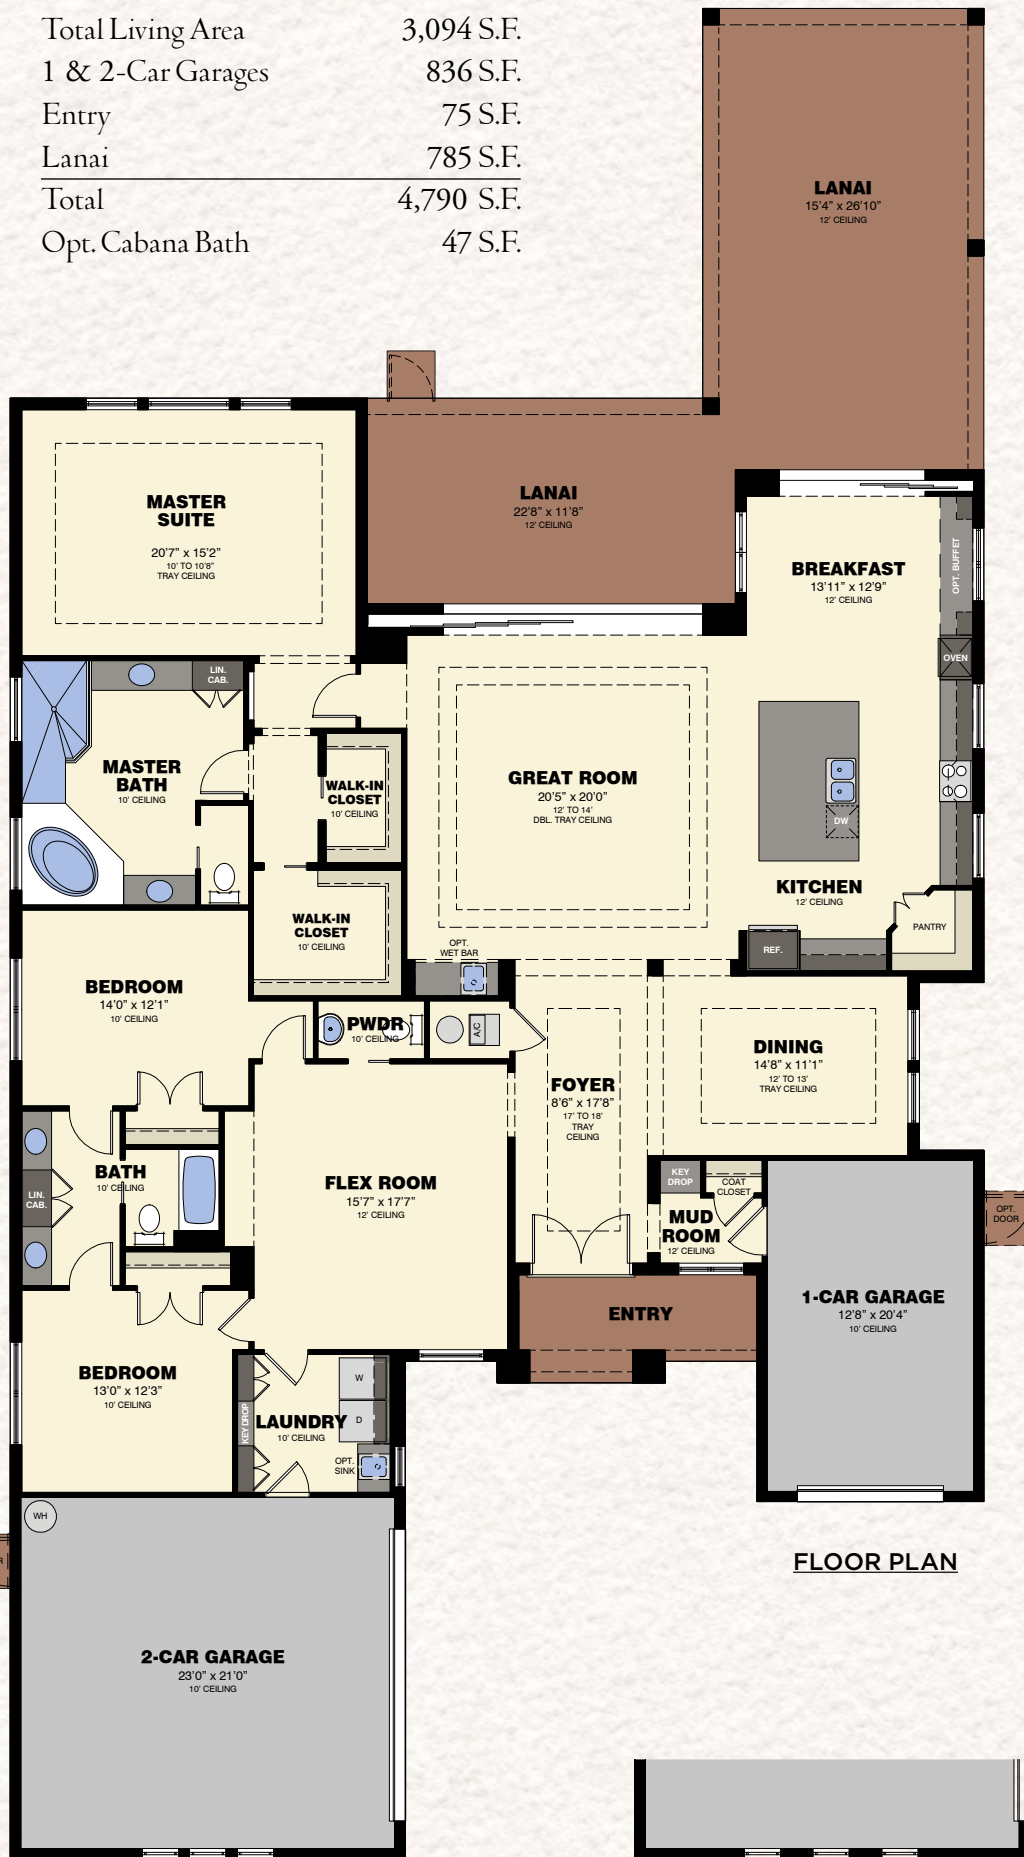 Total Living Area 3,094 S.F.
1 & 2-Car Garages 836 S.F.
Entry 75 S.F.
Lanai 785 S.F.
Total 4,790 S.F.
Opt. Cabana Bath 47 S.F.
LANAI
15'4" x 26'10"
12' CEILING
LANAI
22'8" x 11'8"
12' CEILING
MASTER
SUITE
20'7" x 15'2"
10' TO 10'8"
TRAY CEILING
BREAKFAST
13'11" x 12'9"
12' CEILING
OPT. BUFFET
OVEN
LIN.
CAB.
MASTER
BATH
10' CEILING
WALK-IN
CLOSET
10' CEILING
GREAT ROOM
20'5" x 20'0"
12' TO 14'
DBL. TRAY CEILING
DW
KITCHEN
12' CEILING
PANTRY
REF.
WALK-IN
CLOSET
10' CEILING
OPT.
WET BAR
BEDROOM
14'0" x 12'1"
10' CEILING
PWDR
10' CEILING
A/C
FOYER
8'6" x 17'8"
17' TO 18'
TRAY
CEILING
DINING
14'8" x 11'1"
12' TO 13'
TRAY CEILING
BATH
10' CEILING
LIN.
CAB.
FLEX ROOM
15'7" x 17'7"
12' CEILING
KEY
DROP
COAT
CLOSET
MUD
ROOM
12' CEILING
OPT.
DOOR
ENTRY
1-CAR GARAGE
12'8" x 20'4"
10' CEILING
BEDROOM
13'0" x 12'3"
10' CEILING
KEY DROP
LAUNDRY
10' CEILING
W
D
OPT.
SINK
WH
R
FLOOR PLAN
2-CAR GARAGE
23'0" x 21'0"
10' CEILING